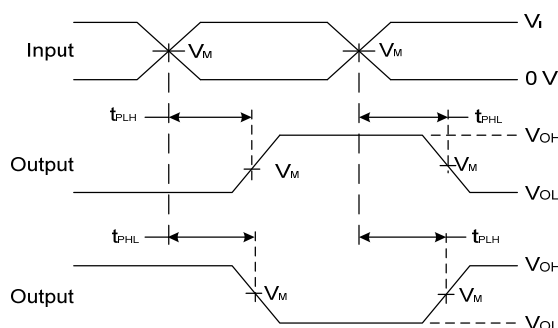 Input
VM
VM
VI
0 V
tPLH
tPHL
Output
VM
VM
VOH
VOL
tPHL
tPLH
Output
VM
VM
VOH
VOL